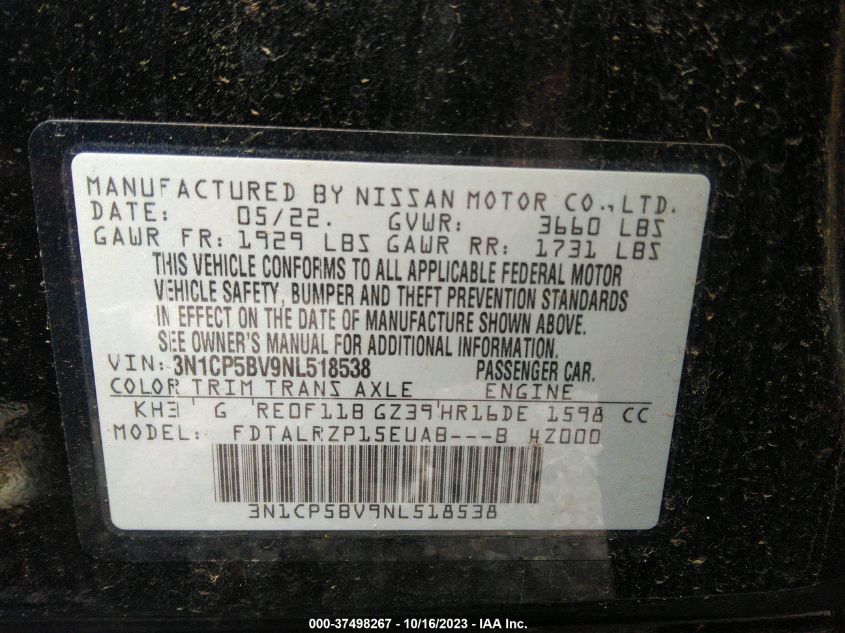 MANUFACTURED BY NISSAN MOTOR CO.,LTD.
DATE: 05/22. GVWR: 3660 LBS
GAWR FR: 1929 LBS GAWR RR: 1731 LBS
THIS VEHICLE CONFORMS TO ALL APPLICABLE FEDERAL MOTOR
VEHICLE SAFETY, BUMPER AND THEFT PREVENTION STANDARDS
IN EFFECT ON THE DATE OF MANUFACTURE SHOWN ABOVE.
SEE OWNER'S MANUAL FOR ADDITIONAL INFORMATION.
VIN: 3N1CP5BV9NL518538 PASSENGER CAR.
COLOR TRIM TRANS AXLE ENGINE
KH3 G RE0F11B GZ39 HR16DE 1598 CC
MODEL: FDTALRZP15EUAB---B 4Z000
3N1CP5BV9NL518538
000-37498267 - 10/16/2023 - IAA Inc.